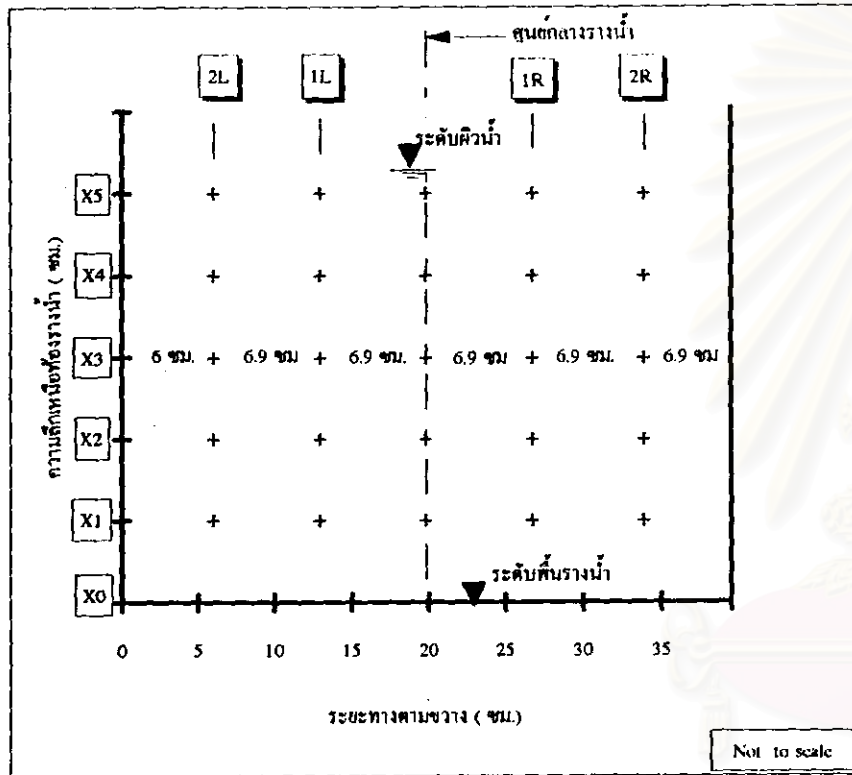 ศูนย์กลางรางน้ำ
2L 1L 1R 2R
ระดับผิวน้ำ
X5
X4
X3
X2
X1
X0
ความลึกเหนือท้องรางน้ำ ( ซม.)
6 ซม. 6.9 ซม 6.9 ซม. 6.9 ซม 6.9 ซม. 6.9 ซม
ระดับพื้นรางน้ำ
0 5 10 15 20 25 30 35
ระยะทางตามขวาง ( ซม.)
Not to scale